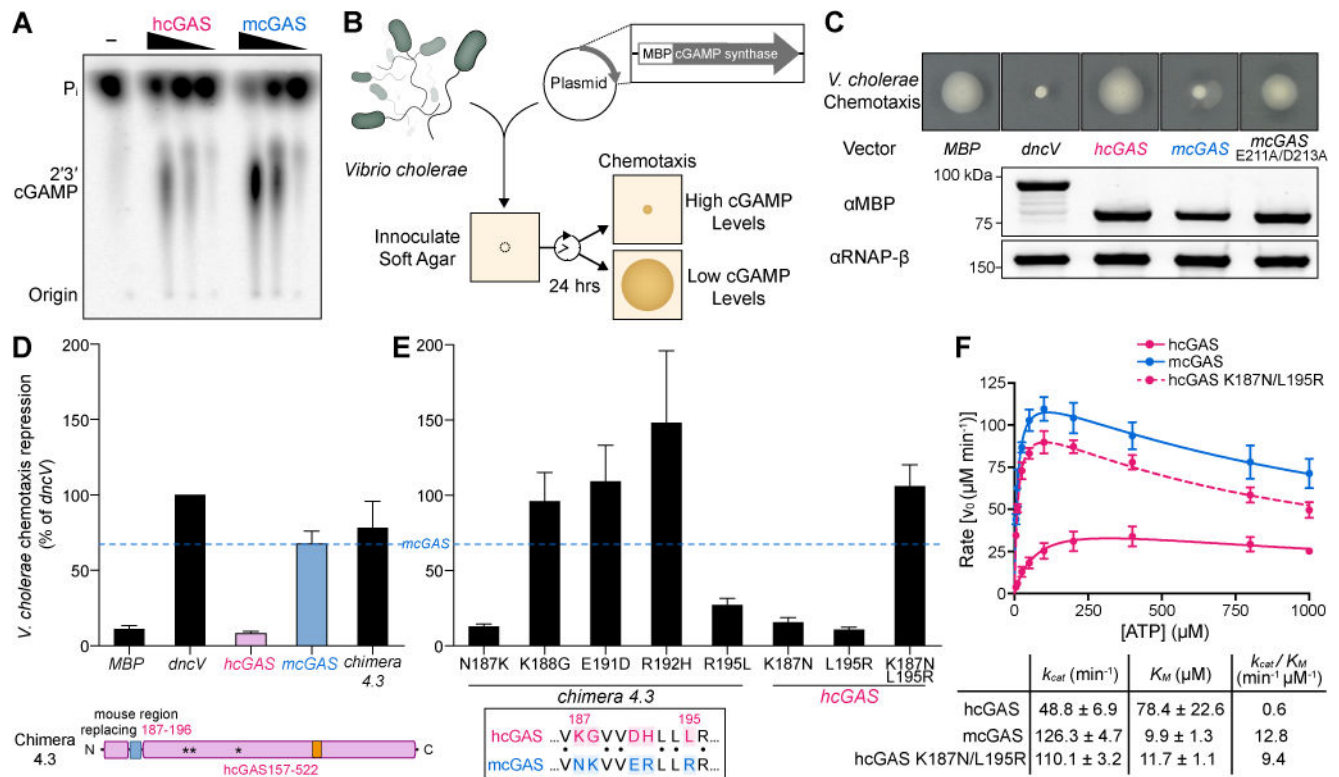 A
hcGAS mcGAS
–
Pi
2'3'
cGAMP
Origin
B
MBP cGAMP synthase
Plasmid
Vibrio cholerae
Chemotaxis
Innoculate
Soft Agar
24 hrs
High cGAMP
Levels
Low cGAMP
Levels
C
V. cholerae
Chemotaxis
Vector MBP dncV hcGAS mcGAS mcGAS
E211A/D213A
100 kDa
αMBP
75
αRNAP-β
150
D
V. cholerae chemotaxis repression
(% of dncV)
200
150
100
50
0
MBP dncV hcGAS mcGAS chimera
4.3
mouse region
replacing 187-196
Chimera
4.3
N ** * C
hcGAS157-522
E
200
150
100
50
0
mcGAS
N187K K188G E191D R192H R195L K187N L195R K187N
L195R
chimera 4.3 hcGAS
187 195
hcGAS ...VKGVVDHLLLR...
mcGAS ...VNKVVERLLRR...
F
hcGAS
mcGAS
hcGAS K187N/L195R
Rate [v₀ (μM min⁻¹)]
125
100
75
50
25
0
0 250 500 750 1000
[ATP] (μM)
kcat (min⁻¹) KM (μM) kcat / KM
(min⁻¹ μM⁻¹)
hcGAS 48.8 ± 6.9 78.4 ± 22.6 0.6
mcGAS 126.3 ± 4.7 9.9 ± 1.3 12.8
hcGAS K187N/L195R 110.1 ± 3.2 11.7 ± 1.1 9.4